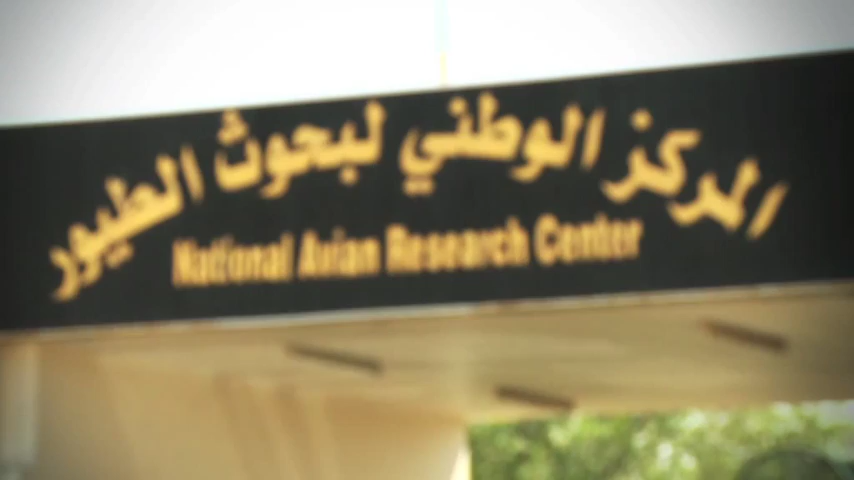 المركز الوطني لبحوث الطيور
National Avian Research Center